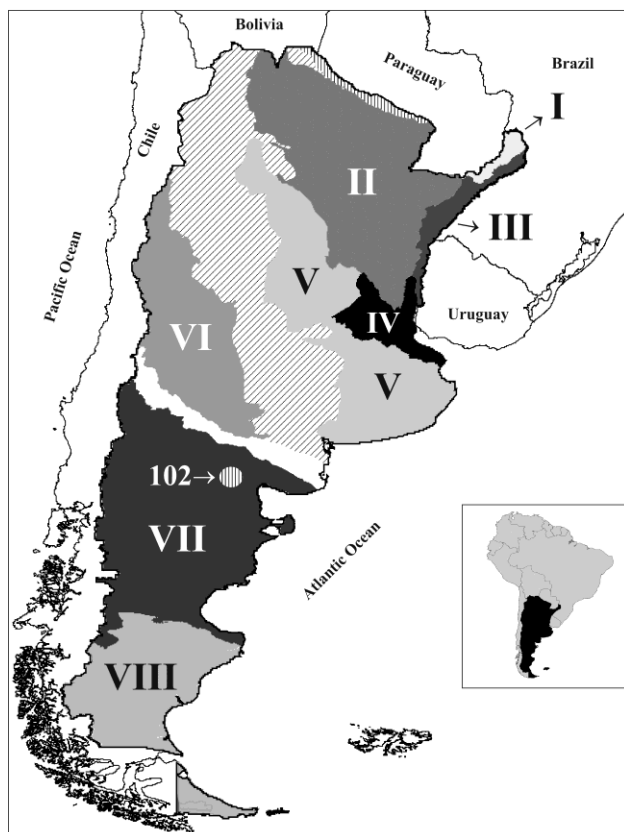 Bolivia
Paraguay
Brazil
I
Chile
II
III
Pacific Ocean
V
IV
Uruguay
VI
V
102→
VII
Atlantic Ocean
VIII